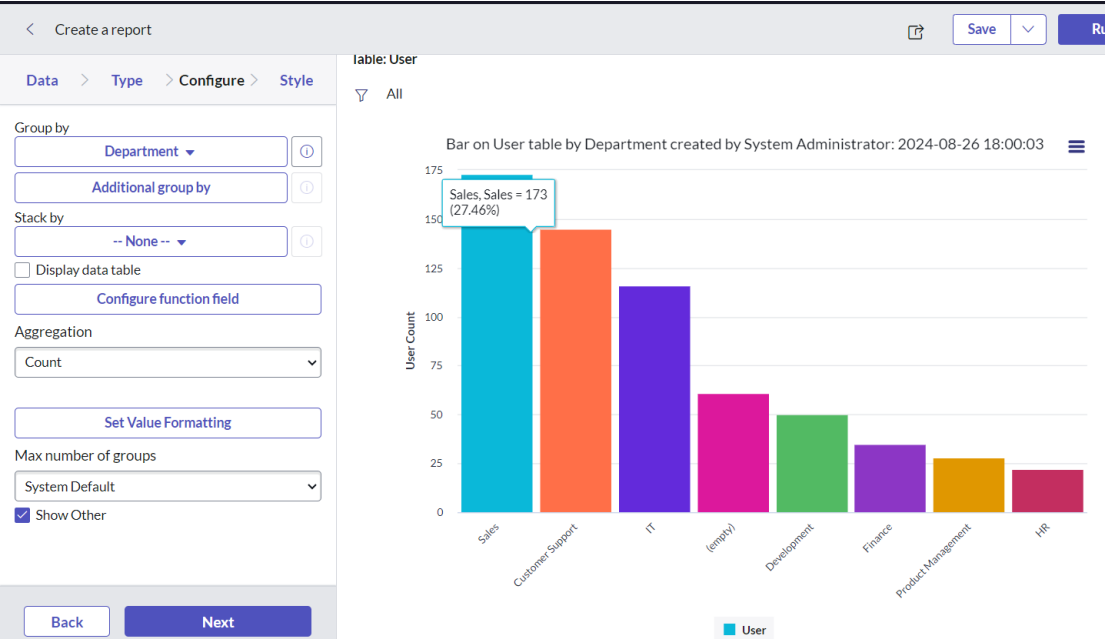 Create a report
Save
Ru
Data
Type
Configure
Style
Group by
Department
Additional group by
Stack by
-- None --
Display data table
Configure function field
Aggregation
Count
Set Value Formatting
Max number of groups
System Default
Show Other
Back
Next
Table: User
All
Bar on User table by Department created by System Administrator: 2024-08-26 18:00:03
User Count
175
150
125
100
75
50
25
0
Sales, Sales = 173
(27.46%)
Sales
Customer Support
IT
(empty)
Development
Finance
Product Management
HR
User